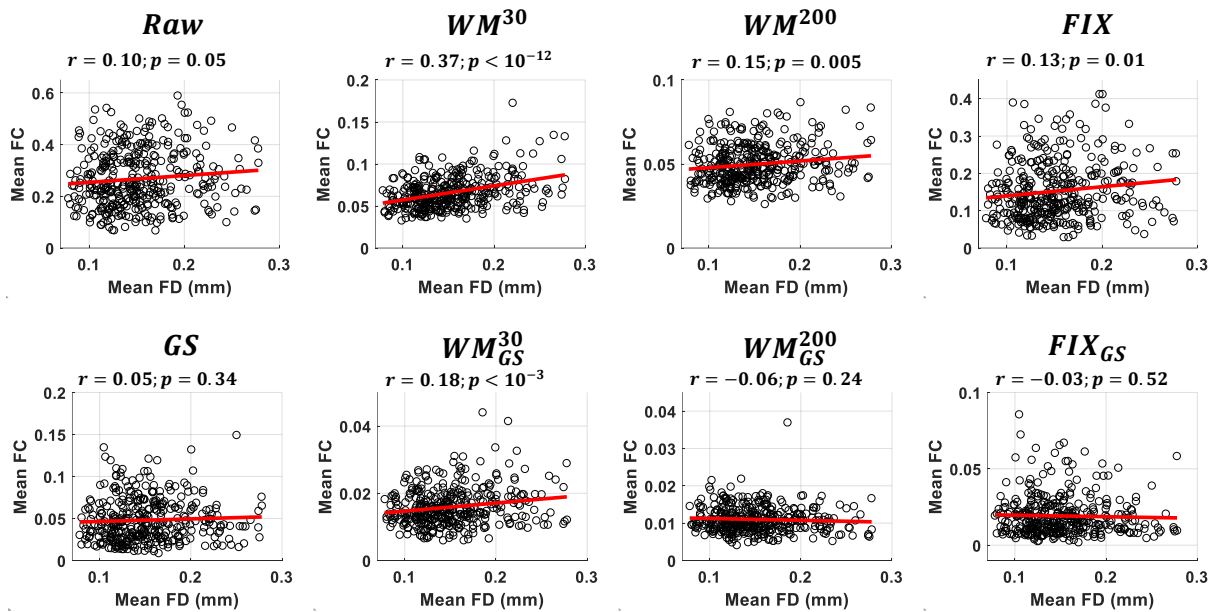 Raw
r = 0.10; p = 0.05
Mean FC
0.6
0.4
0.2
0
0.1
0.2
0.3
Mean FD (mm)
WM^30
r = 0.37; p < 10^−12
Mean FC
0.2
0.15
0.1
0.05
0
0.1
0.2
0.3
Mean FD (mm)
WM^200
r = 0.15; p = 0.005
Mean FC
0.1
0.05
0
0.1
0.2
0.3
Mean FD (mm)
FIX
r = 0.13; p = 0.01
Mean FC
0.4
0.3
0.2
0.1
0
0.1
0.2
0.3
Mean FD (mm)
GS
r = 0.05; p = 0.34
Mean FC
0.2
0.15
0.1
0.05
0
0.1
0.2
0.3
Mean FD (mm)
WM_GS^30
r = 0.18; p < 10^−3
Mean FC
0.04
0.02
0
0.1
0.2
0.3
Mean FD (mm)
WM_GS^200
r = −0.06; p = 0.24
Mean FC
0.04
0.03
0.02
0.01
0
0.1
0.2
0.3
Mean FD (mm)
FIX_GS
r = −0.03; p = 0.52
Mean FC
0.1
0.05
0
0.1
0.2
0.3
Mean FD (mm)